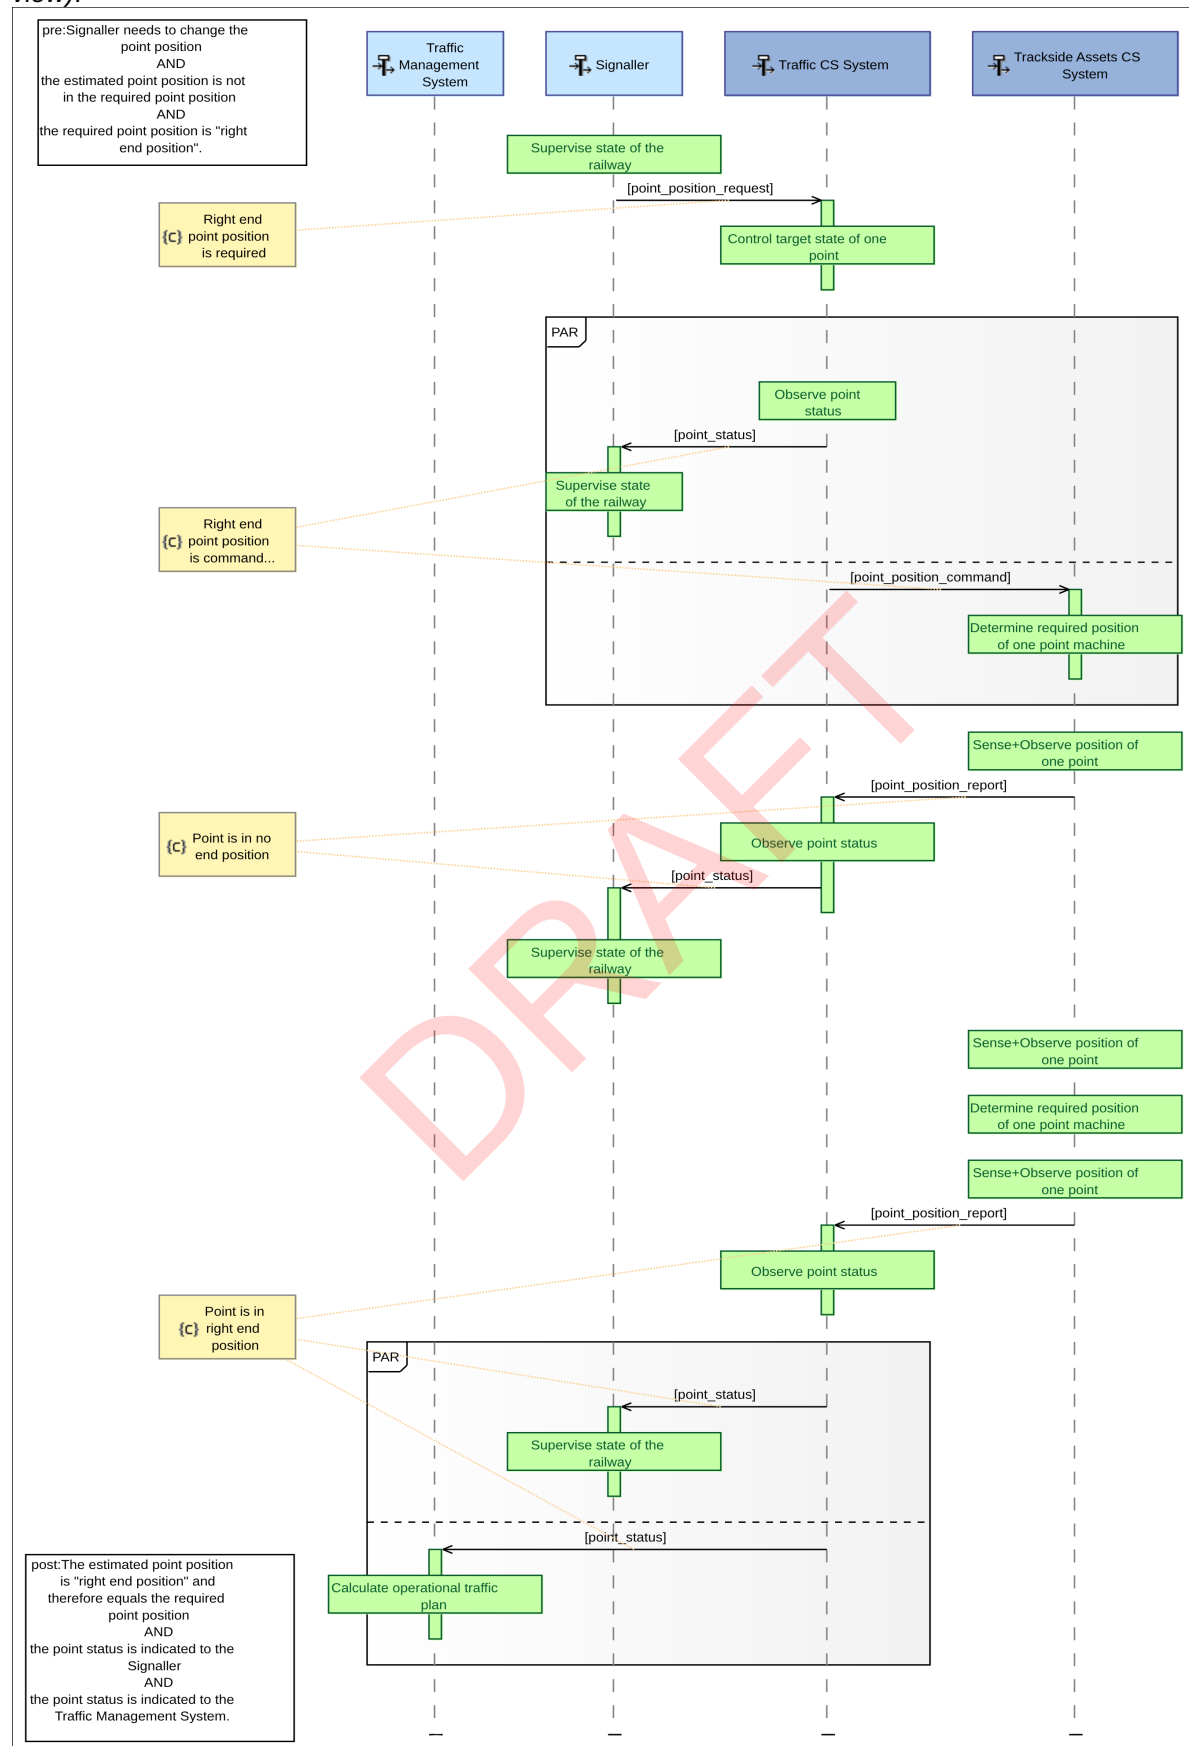 view).
pre:Signaller needs to change the
point position
AND
the estimated point position is not
in the required point position
AND
the required point position is "right
end position".
Traffic
Management
System
Signaller
Traffic CS System
Trackside Assets CS
System
Supervise state of the
railway
[point_position_request]
{C} Right end
point position
is required
Control target state of one
point
PAR
Observe point
status
[point_status]
Supervise state
of the railway
{C} Right end
point position
is command...
[point_position_command]
Determine required position
of one point machine
Sense+Observe position of
one point
[point_position_report]
{C} Point is in no
end position
Observe point status
[point_status]
Supervise state of the
railway
Sense+Observe position of
one point
Determine required position
of one point machine
Sense+Observe position of
one point
[point_position_report]
Observe point status
{C} Point is in
right end
position
PAR
[point_status]
Supervise state of the
railway
[point_status]
Calculate operational traffic
plan
post:The estimated point position
is "right end position" and
therefore equals the required
point position
AND
the point status is indicated to the
Signaller
AND
the point status is indicated to the
Traffic Management System.
DRAFT